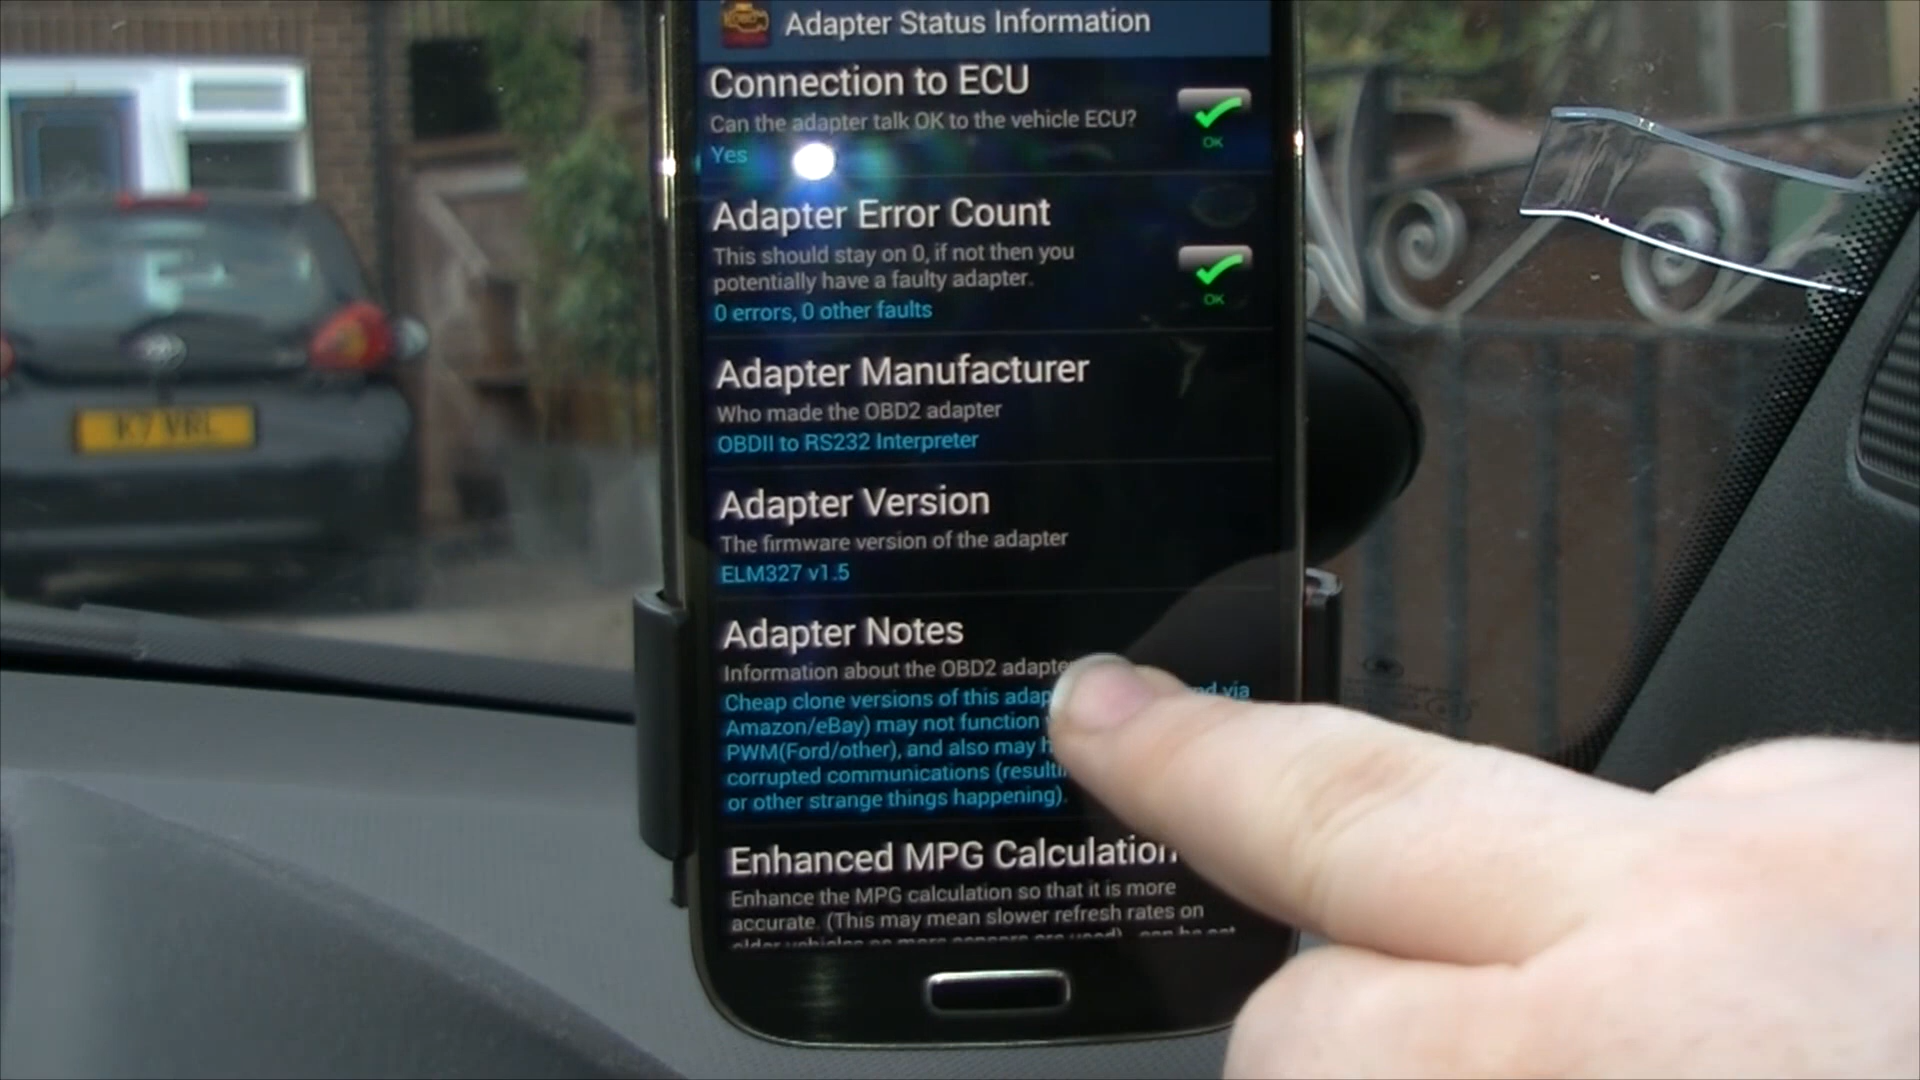 Adapter Status Information
Connection to ECU
Can the adapter talk OK to the vehicle ECU?
Yes
OK
Adapter Error Count
This should stay on 0, if not then you
potentially have a faulty adapter.
0 errors, 0 other faults
OK
Adapter Manufacturer
Who made the OBD2 adapter
OBDII to RS232 Interpreter
Adapter Version
The firmware version of the adapter
ELM327 v1.5
Adapter Notes
Information about the OBD2 adapter
Cheap clone versions of this via
Amazon/eBay) may not function
PWM(Ford/other), and also may
corrupted communications
or other strange things happening).
Enhanced MPG Calculation
Enhance the MPG calculation so that it is more
accurate. (This may mean slower refresh rates on